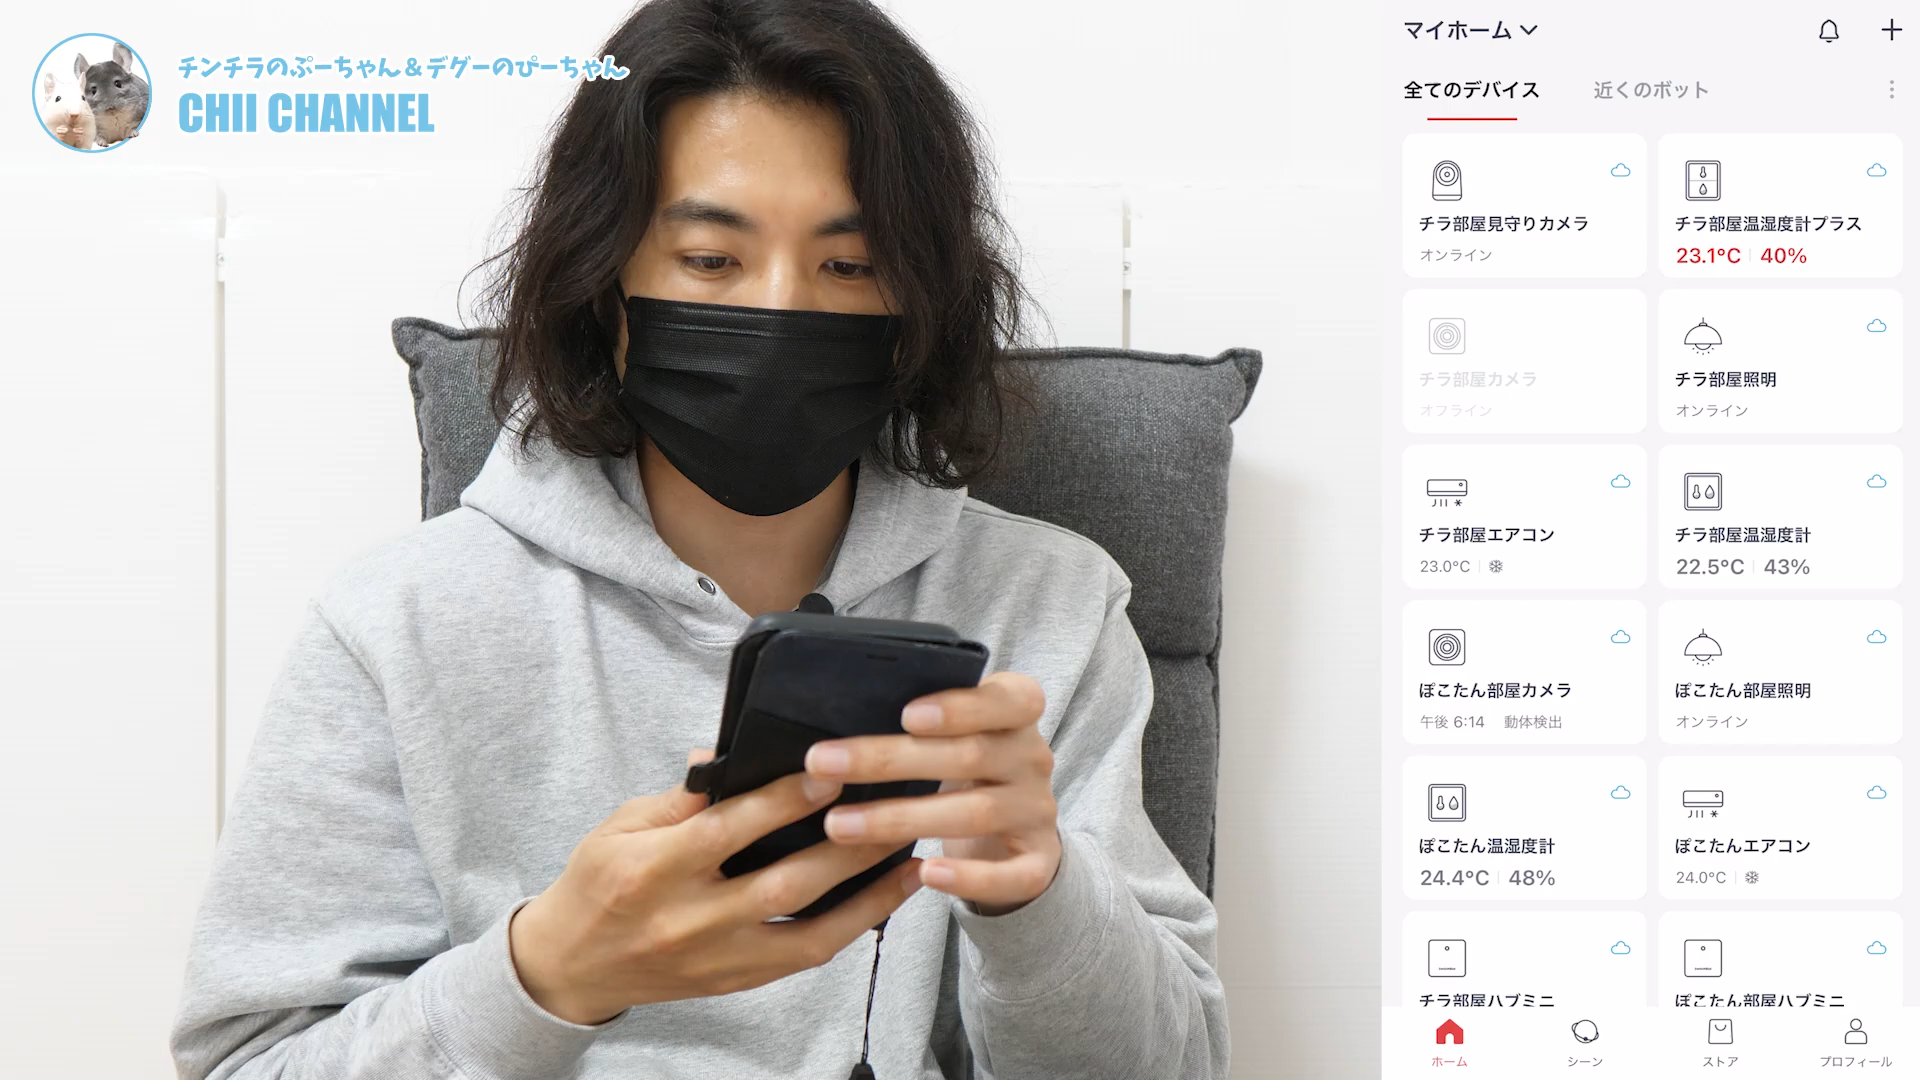 チンチラのぷーちゃん&デグーのぴーちゃん
CHII CHANNEL
マイホーム
全てのデバイス
近くのボット
チラ部屋見守りカメラ
オンライン
チラ部屋温湿度計プラス
23.1°C 40%
チラ部屋カメラ
オフライン
チラ部屋照明
オンライン
チラ部屋エアコン
23.0°C
チラ部屋温湿度計
22.5°C 43%
ぽこたん部屋カメラ
午後 6:14 動体検出
ぽこたん部屋照明
オンライン
ぽこたん温湿度計
24.4°C 48%
ぽこたんエアコン
24.0°C
チラ部屋ハブミニ
ぽこたん部屋ハブミニ
ホーム
シーン
ストア
プロフィール